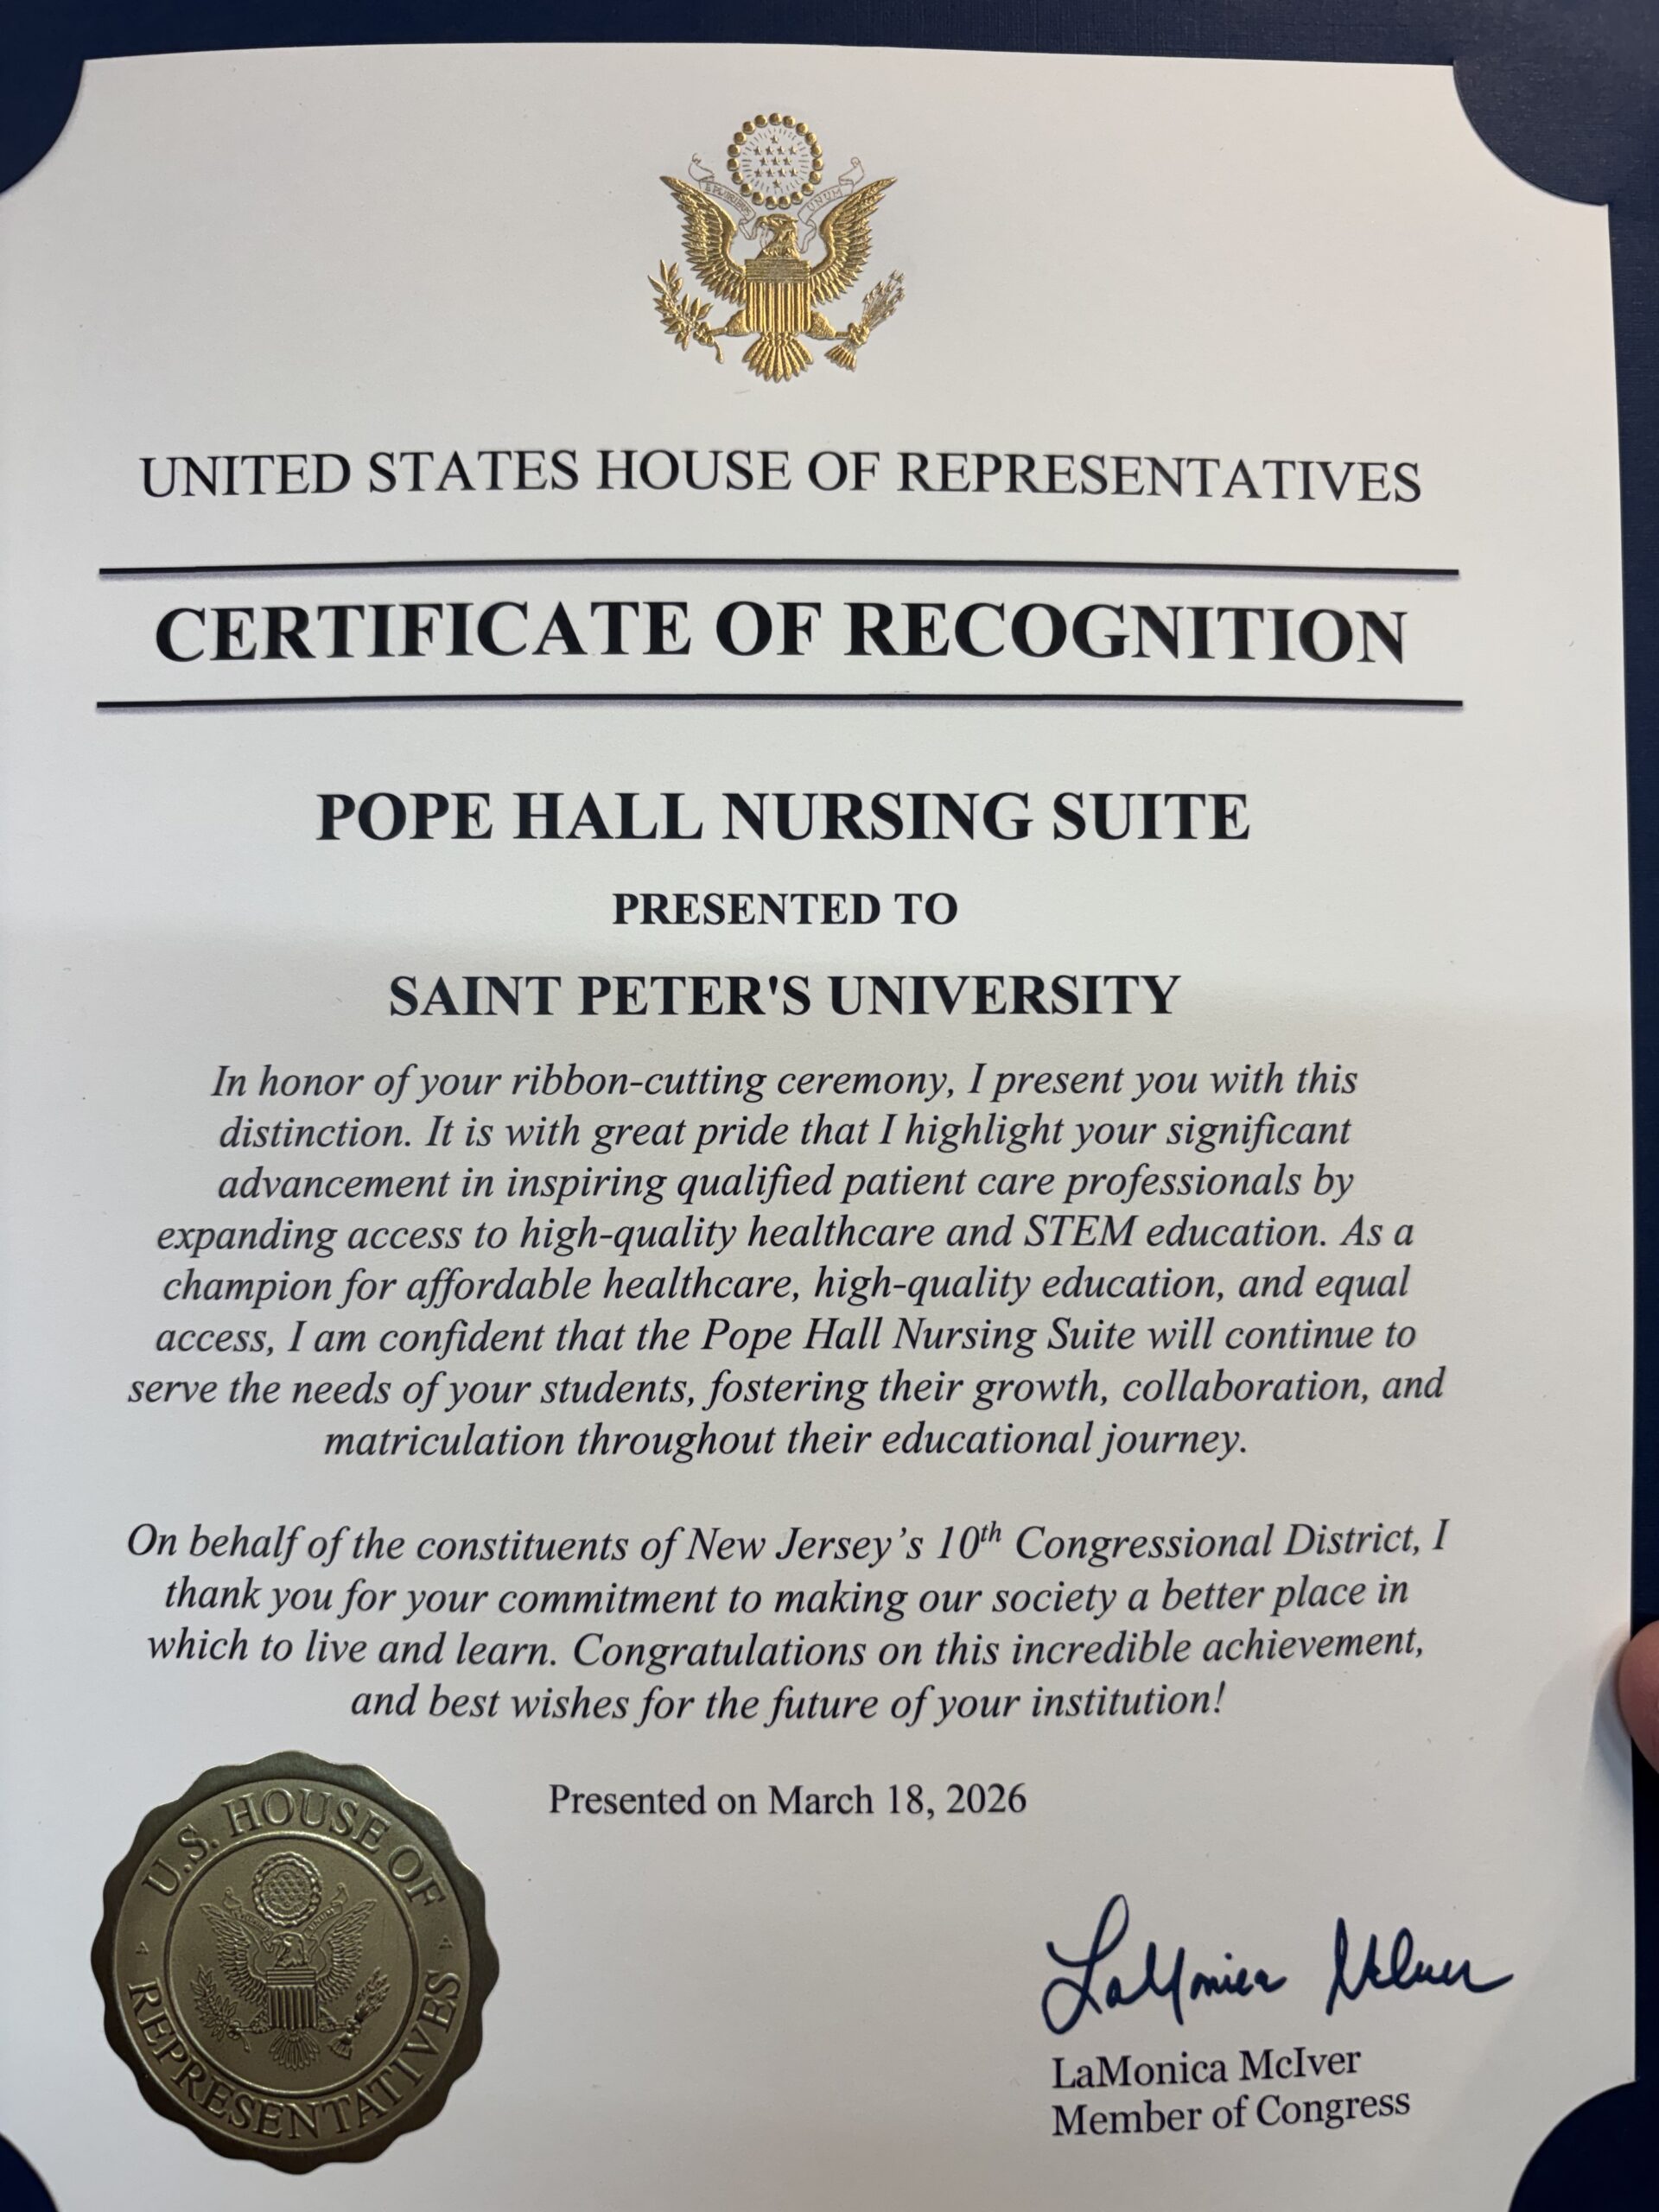 E PLURIBUS UNUM
UNITED STATES HOUSE OF REPRESENTATIVES
CERTIFICATE OF RECOGNITION
POPE HALL NURSING SUITE
PRESENTED TO
SAINT PETER'S UNIVERSITY
In honor of your ribbon-cutting ceremony, I present you with this
distinction. It is with great pride that I highlight your significant
advancement in inspiring qualified patient care professionals by
expanding access to high-quality healthcare and STEM education. As a
champion for affordable healthcare, high-quality education, and equal
access, I am confident that the Pope Hall Nursing Suite will continue to
serve the needs of your students, fostering their growth, collaboration, and
matriculation throughout their educational journey.
On behalf of the constituents of New Jersey’s 10th Congressional District, I
thank you for your commitment to making our society a better place in
which to live and learn. Congratulations on this incredible achievement,
and best wishes for the future of your institution!
Presented on March 18, 2026
U.S. HOUSE OF
REPRESENTATIVES
LaMonica McIver
LaMonica McIver
Member of Congress